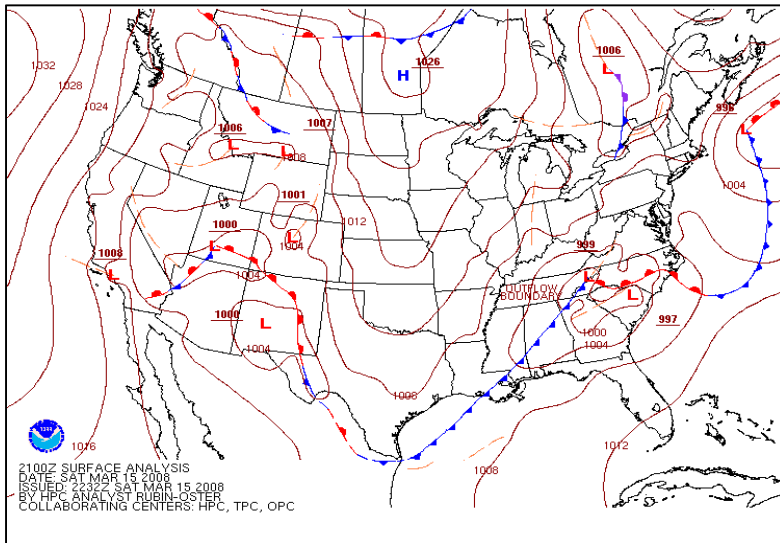 1006
1026
1032
1028
1024
996
1006
1007
1008
1004
1001
1012
1000
1004
1008
999
1004
OUTFLOW
BOUNDARY
1000
1004
1000
997
1004
1008
1016
1012
1008
H
L
L
L
L
L
L
L
L
L
L
2100Z SURFACE ANALYSIS
DATE: SAT MAR 15 2008
ISSUED: 2232Z SAT MAR 15 2008
BY HPC ANALYST RUBIN-OSTER
COLLABORATING CENTERS: HPC, TPC, OPC